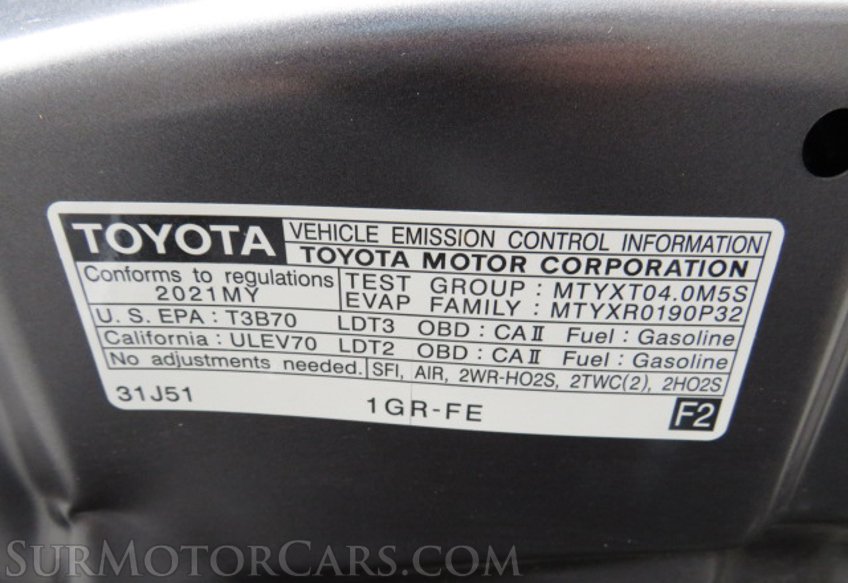 TOYOTA
VEHICLE EMISSION CONTROL INFORMATION
TOYOTA MOTOR CORPORATION
Conforms to regulations
2021MY
TEST GROUP : MTYXT04.0M5S
EVAP FAMILY : MTYXR0190P32
U. S. EPA : T3B70 LDT3 OBD : CAⅡ Fuel : Gasoline
California : ULEV70 LDT2 OBD : CAⅡ Fuel : Gasoline
No adjustments needed. SFI, AIR, 2WR-HO2S, 2TWC(2), 2HO2S
31J51 1GR-FE F2
SurMotorCars.com